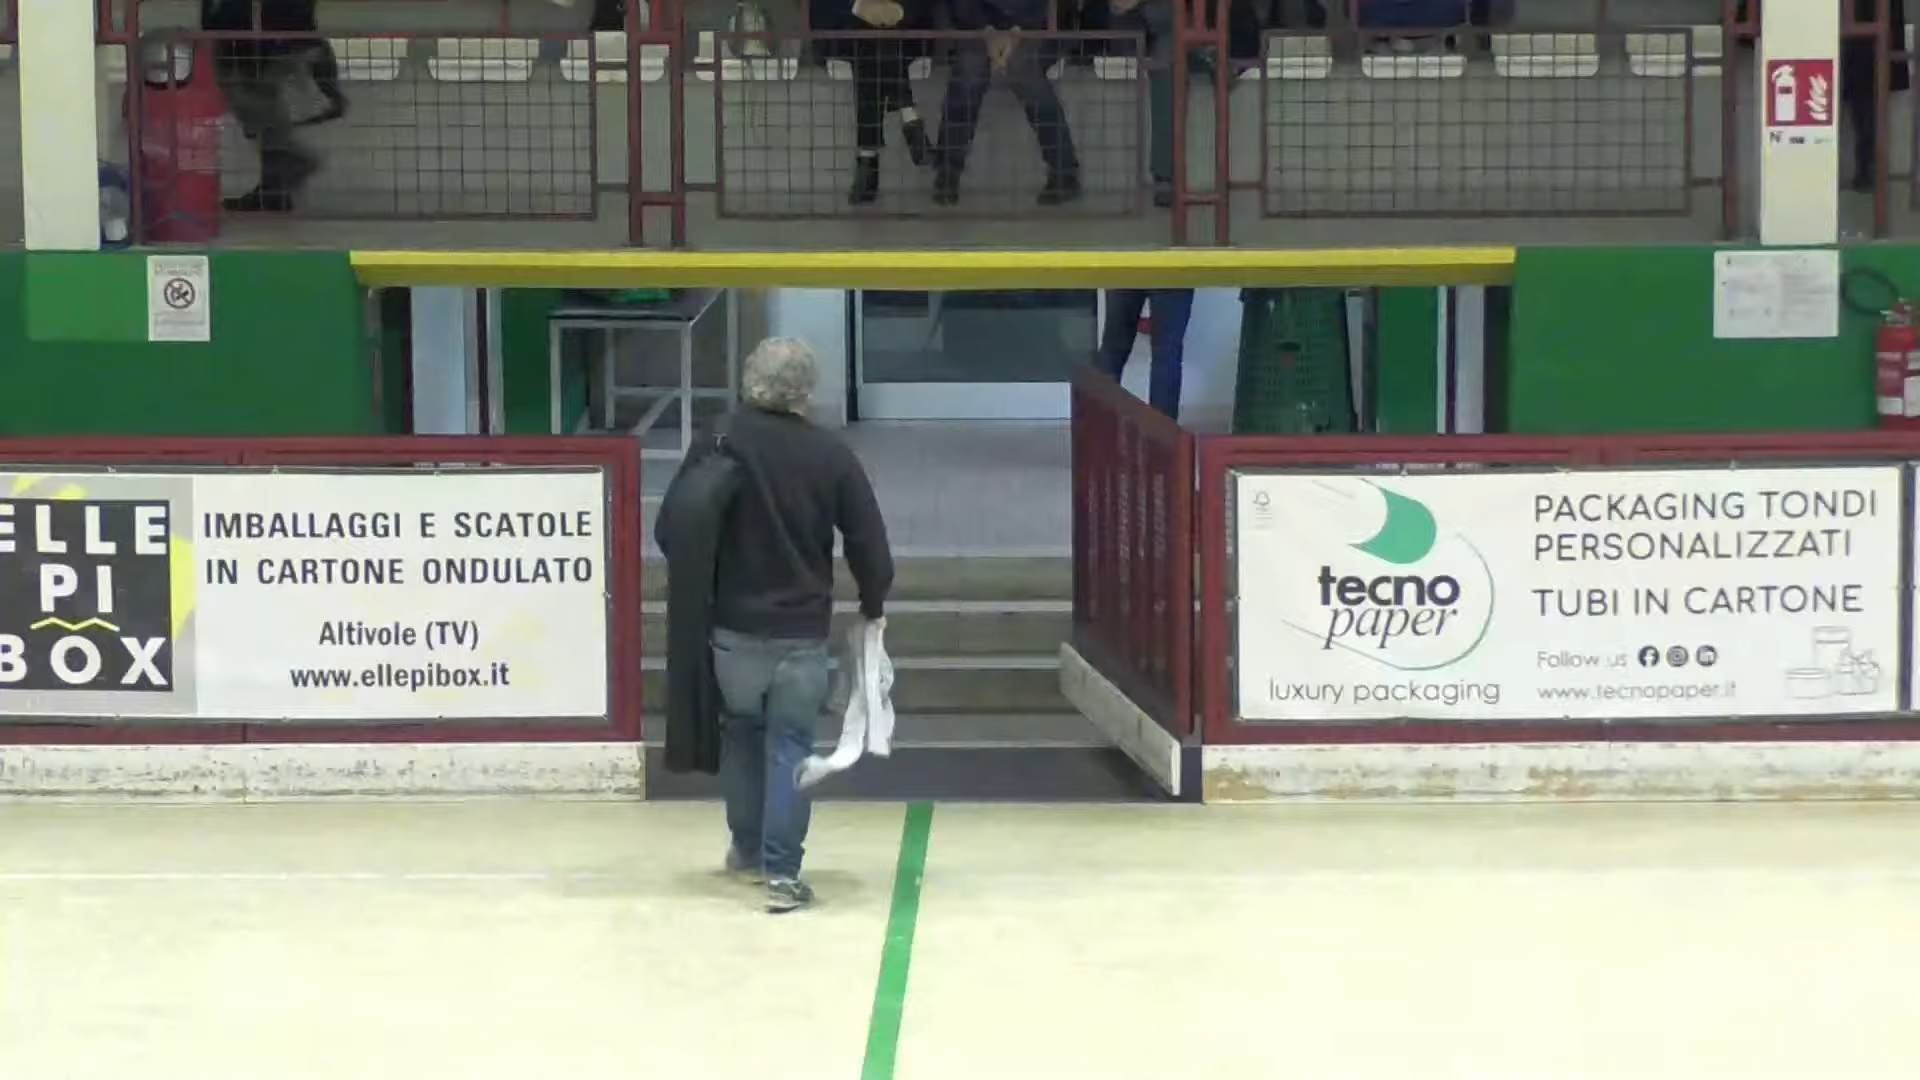 ELLE
PI
BOX
IMBALLAGGI E SCATOLE
IN CARTONE ONDULATO
Altivole (TV)
www.ellepibox.it
tecno
paper
luxury packaging
PACKAGING TONDI
PERSONALIZZATI
TUBI IN CARTONE
Follow us
www.tecnopaper.it